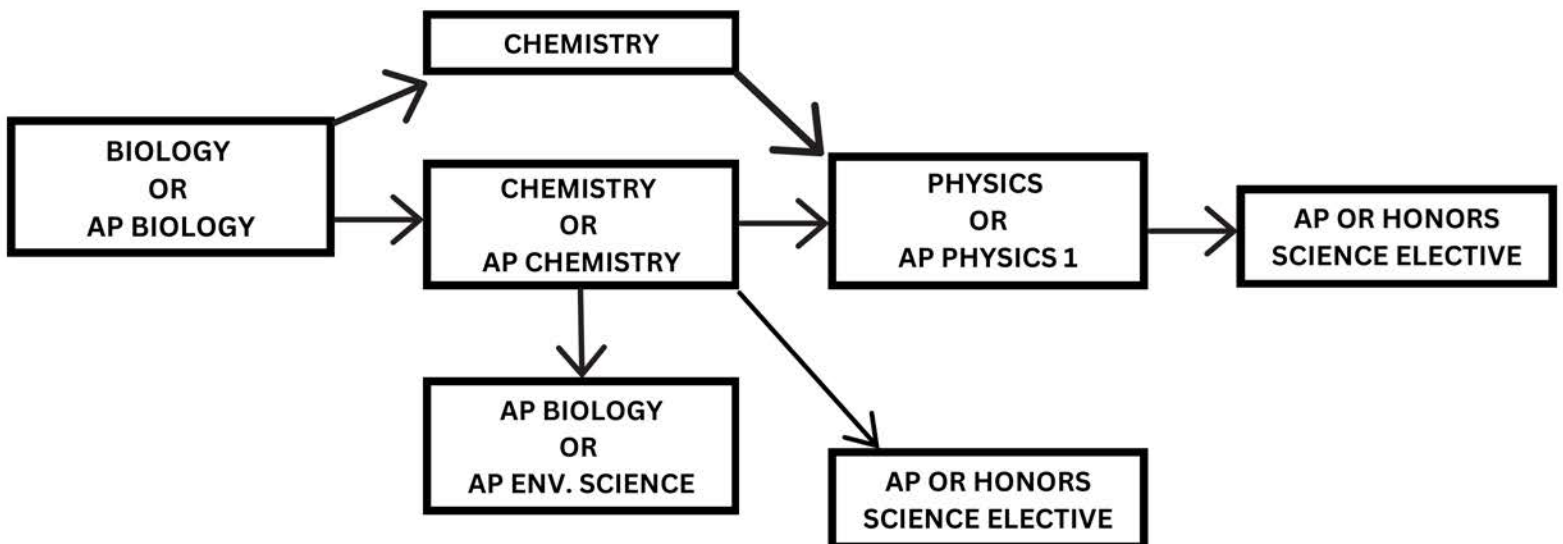 CHEMISTRY
BIOLOGY
OR
AP BIOLOGY
CHEMISTRY
OR
AP CHEMISTRY
PHYSICS
OR
AP PHYSICS 1
AP OR HONORS
SCIENCE ELECTIVE
AP BIOLOGY
OR
AP ENV. SCIENCE
AP OR HONORS
SCIENCE ELECTIVE